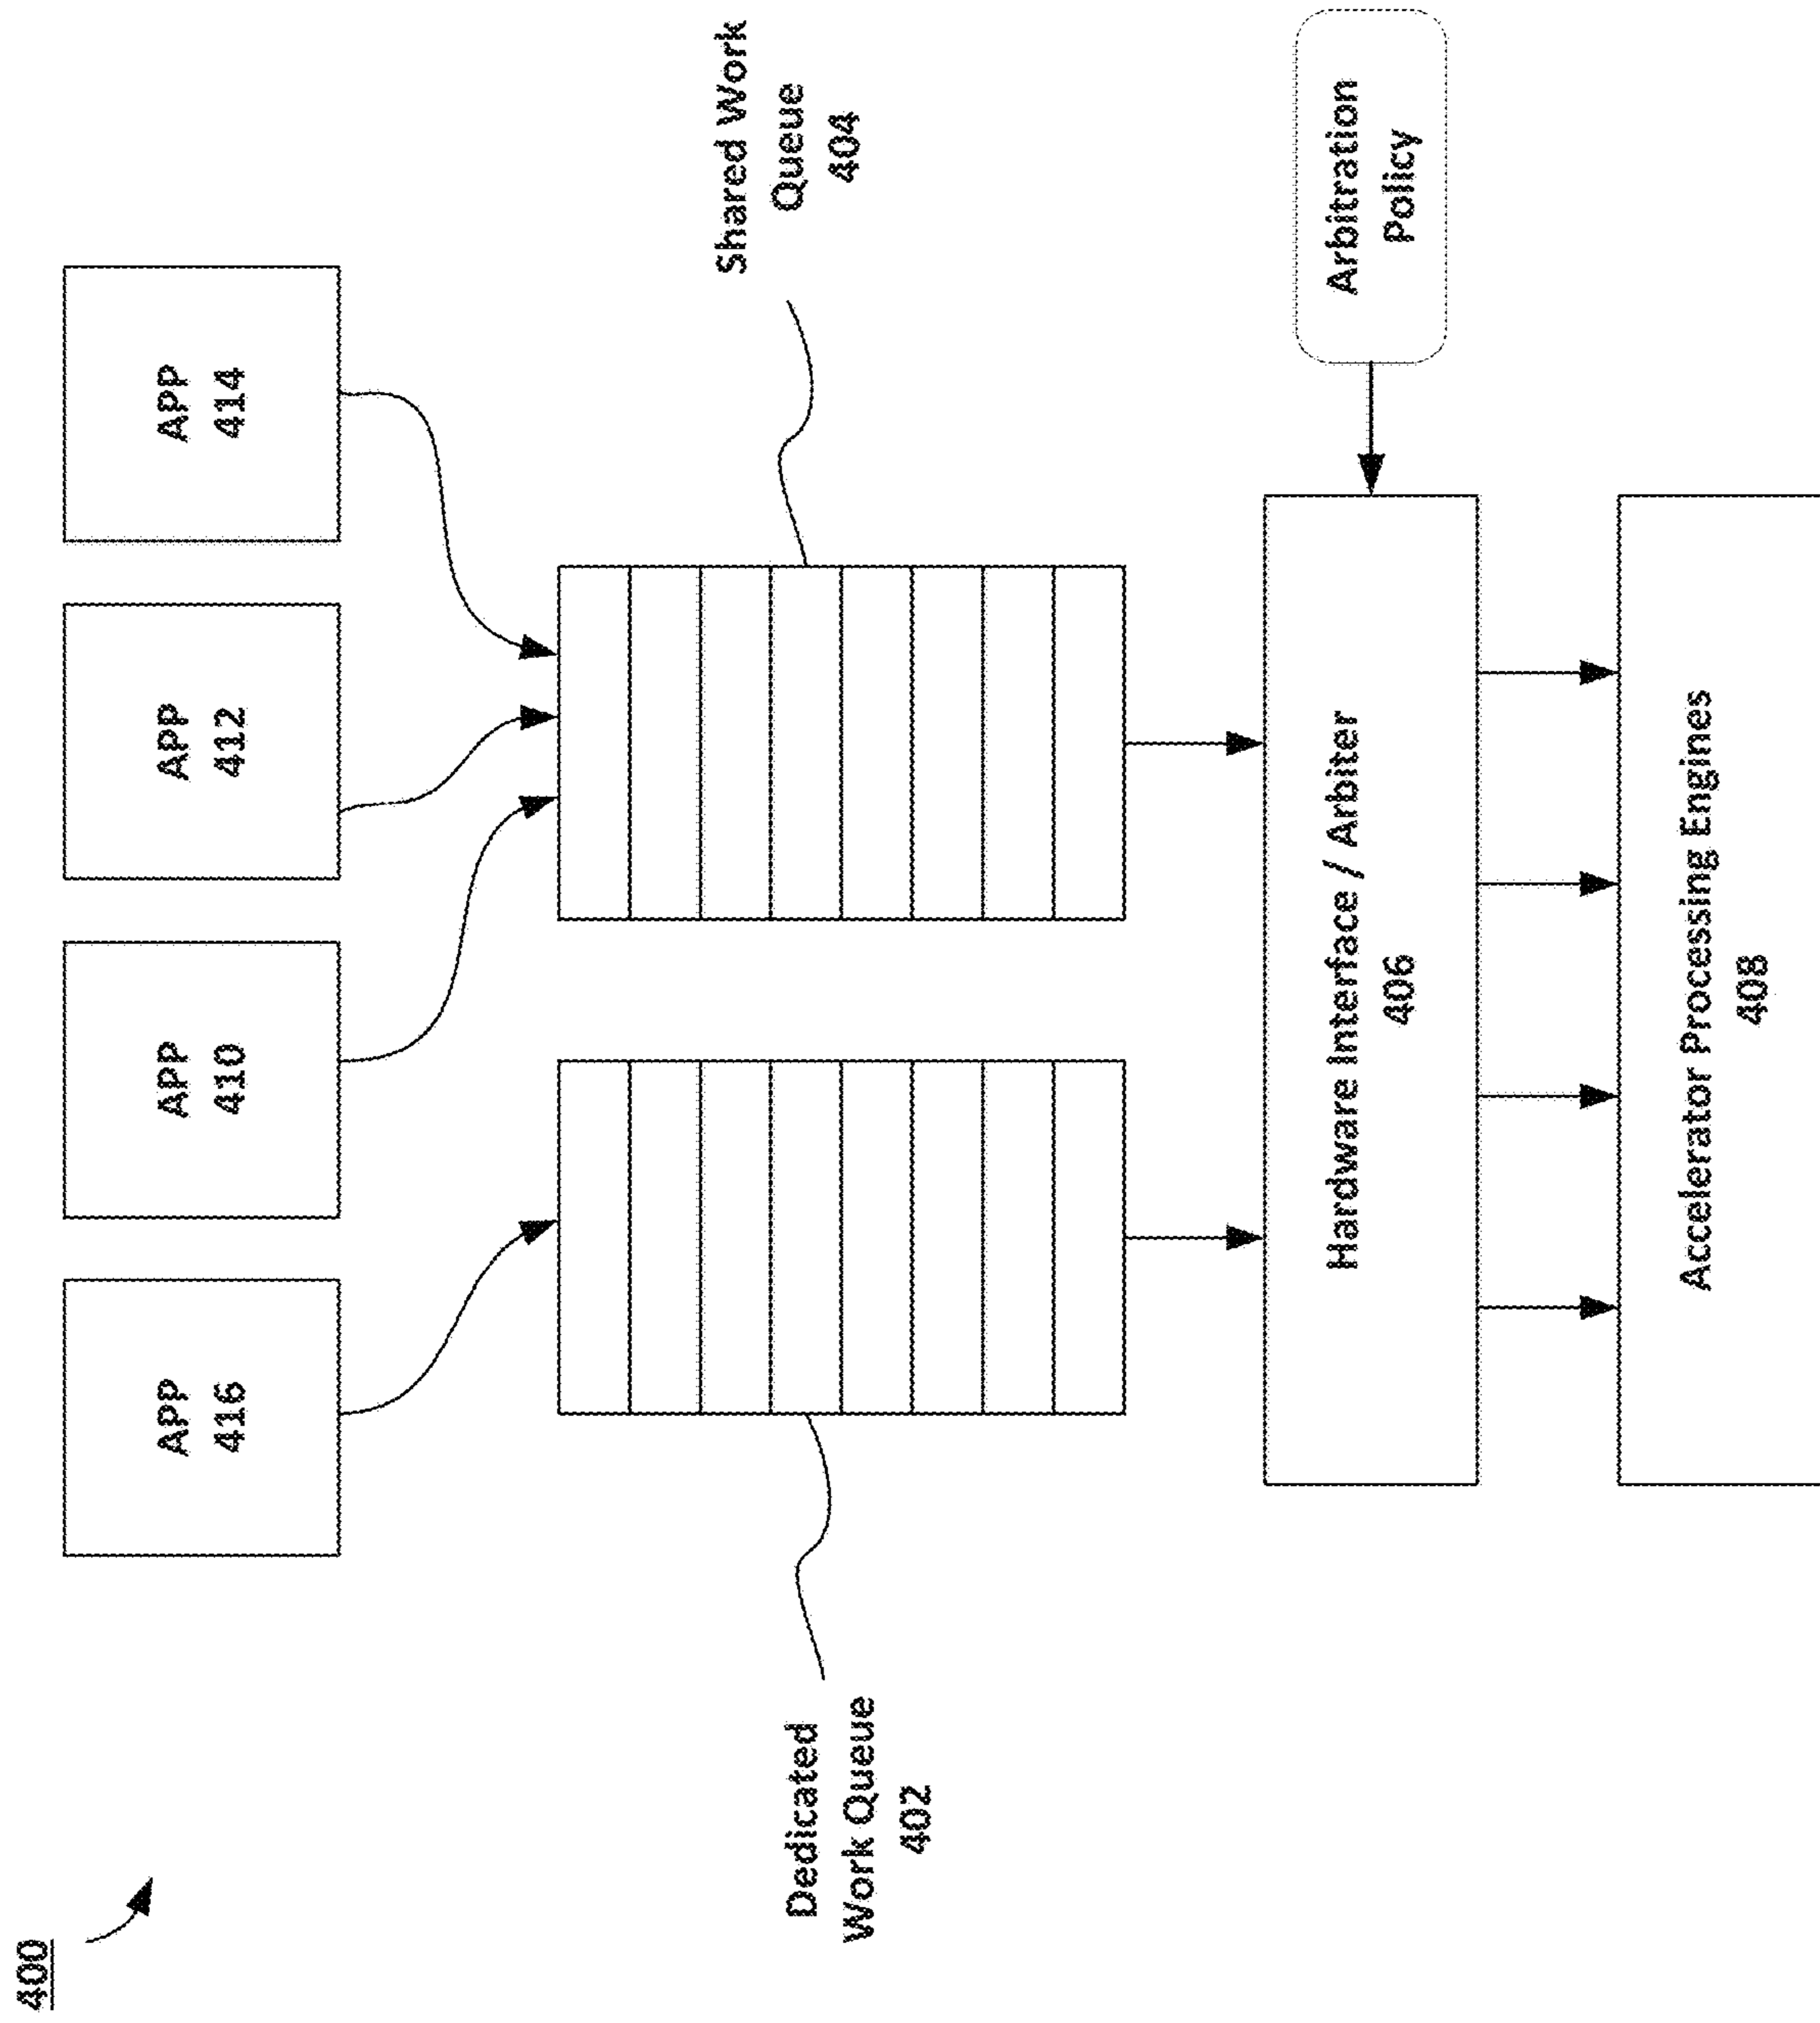 400
APP
416
APP
410
APP
412
APP
414
Dedicated
Work Queue
402
Shared Work
Queue
404
Hardware Interface / Arbiter
406
Arbitration
Policy
Accelerator Processing Engines
408